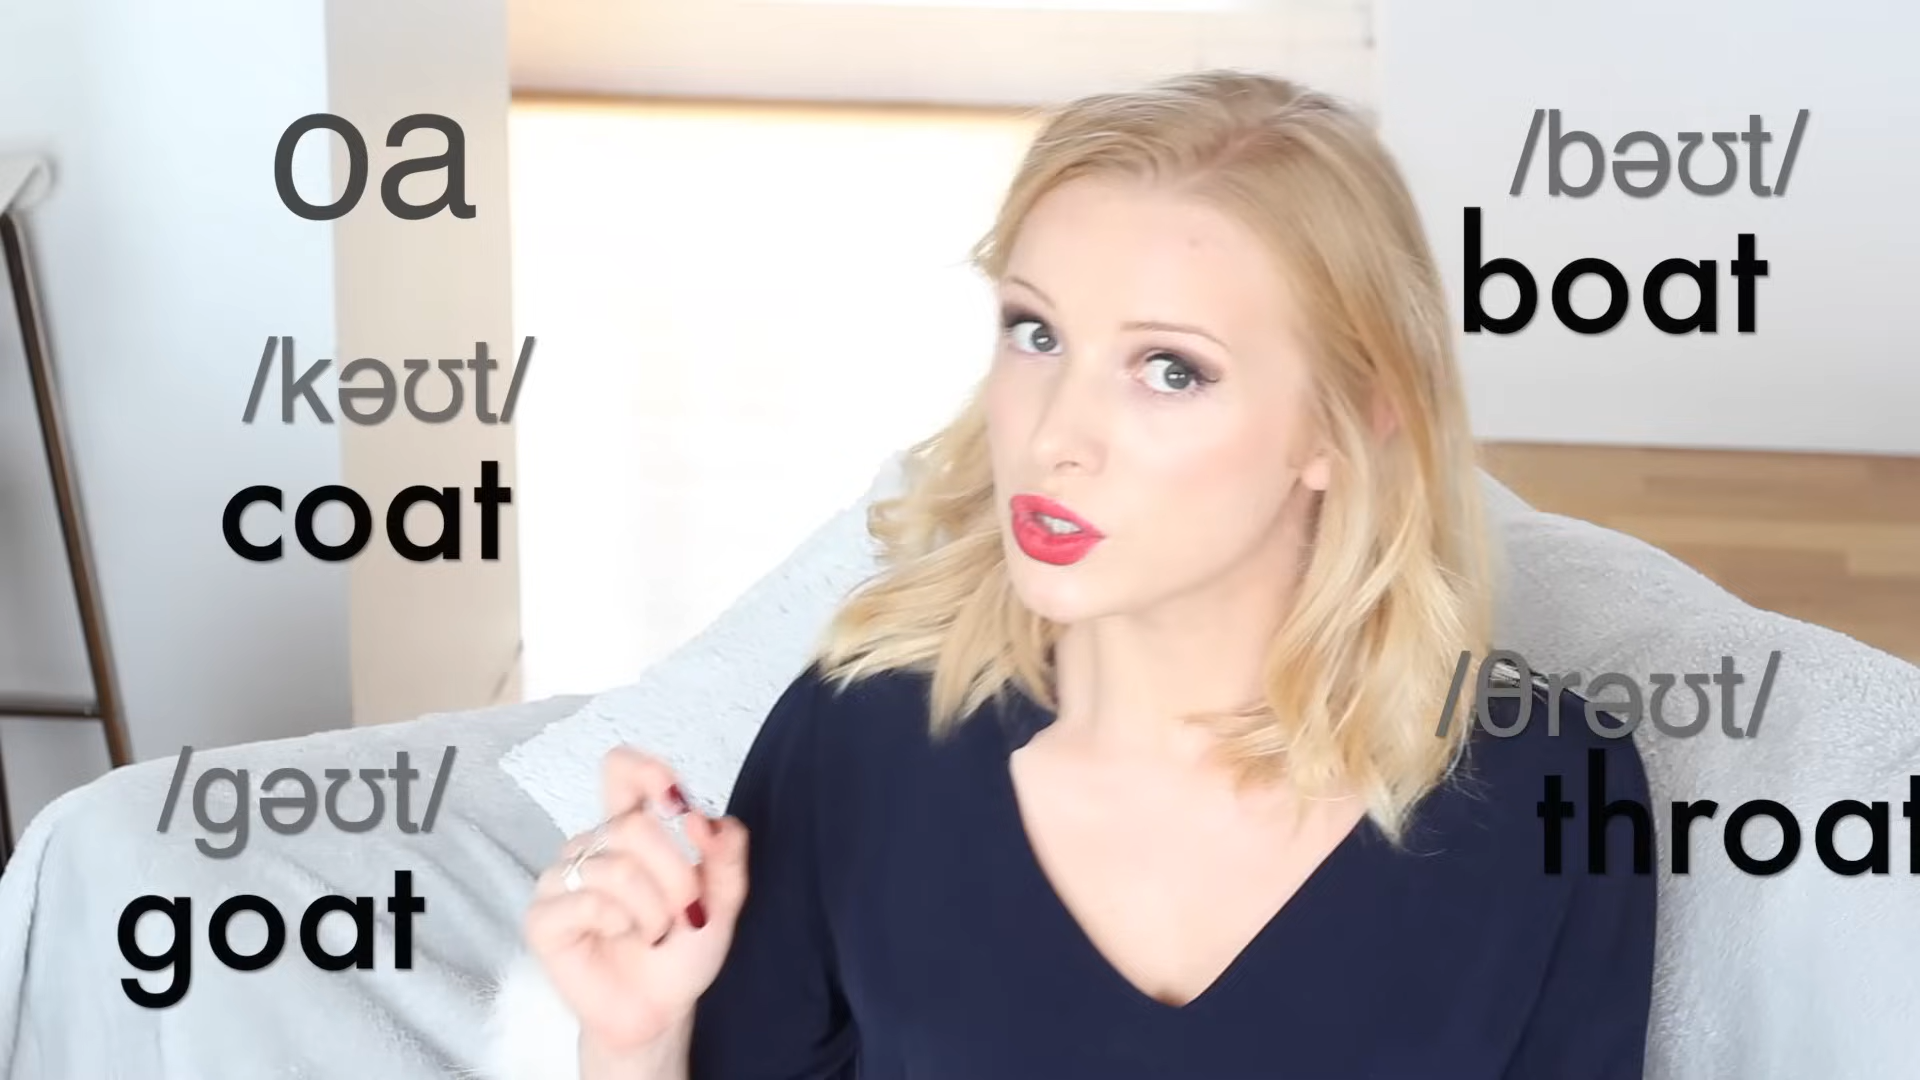 oa
/kəʊt/
coat
/gəʊt/
goat
/bəʊt/
boat
/θrəʊt/
throat